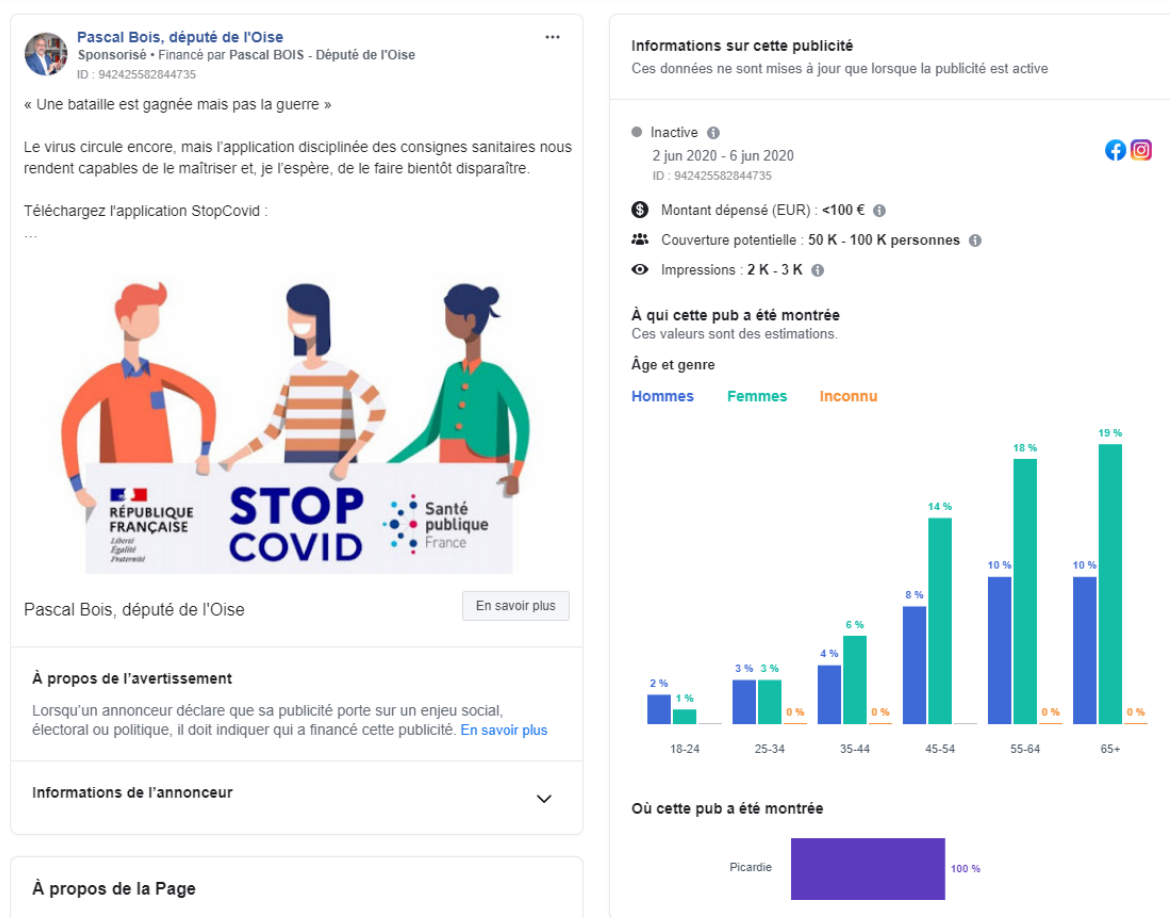 Pascal Bois, député de l'Oise
Sponsorisé • Financé par Pascal BOIS - Député de l'Oise
ID : 942425582844735
« Une bataille est gagnée mais pas la guerre »
Le virus circule encore, mais l'application disciplinée des consignes sanitaires nous
rendent capables de le maîtriser et, je l'espère, de le faire bientôt disparaître.
Téléchargez l'application StopCovid :
...
RÉPUBLIQUE
FRANÇAISE
Liberté
Égalité
Fraternité
STOP
COVID
Santé
publique
France
Pascal Bois, député de l'Oise
En savoir plus
À propos de l'avertissement
Lorsqu'un annonceur déclare que sa publicité porte sur un enjeu social,
électoral ou politique, il doit indiquer qui a financé cette publicité. En savoir plus
Informations de l'annonceur
À propos de la Page
Informations sur cette publicité
Ces données ne sont mises à jour que lorsque la publicité est active
Inactive
2 jun 2020 - 6 jun 2020
ID : 942425582844735
Montant dépensé (EUR) : <100 €
Couverture potentielle : 50 K - 100 K personnes
Impressions : 2 K - 3 K
À qui cette pub a été montrée
Ces valeurs sont des estimations.
Âge et genre
Hommes Femmes Inconnu
2 % 1 % 3 % 3 % 0 % 4 % 6 % 0 % 8 % 14 % 10 % 18 % 0 % 10 % 19 % 0 %
18-24 25-34 35-44 45-54 55-64 65+
Où cette pub a été montrée
Picardie 100 %